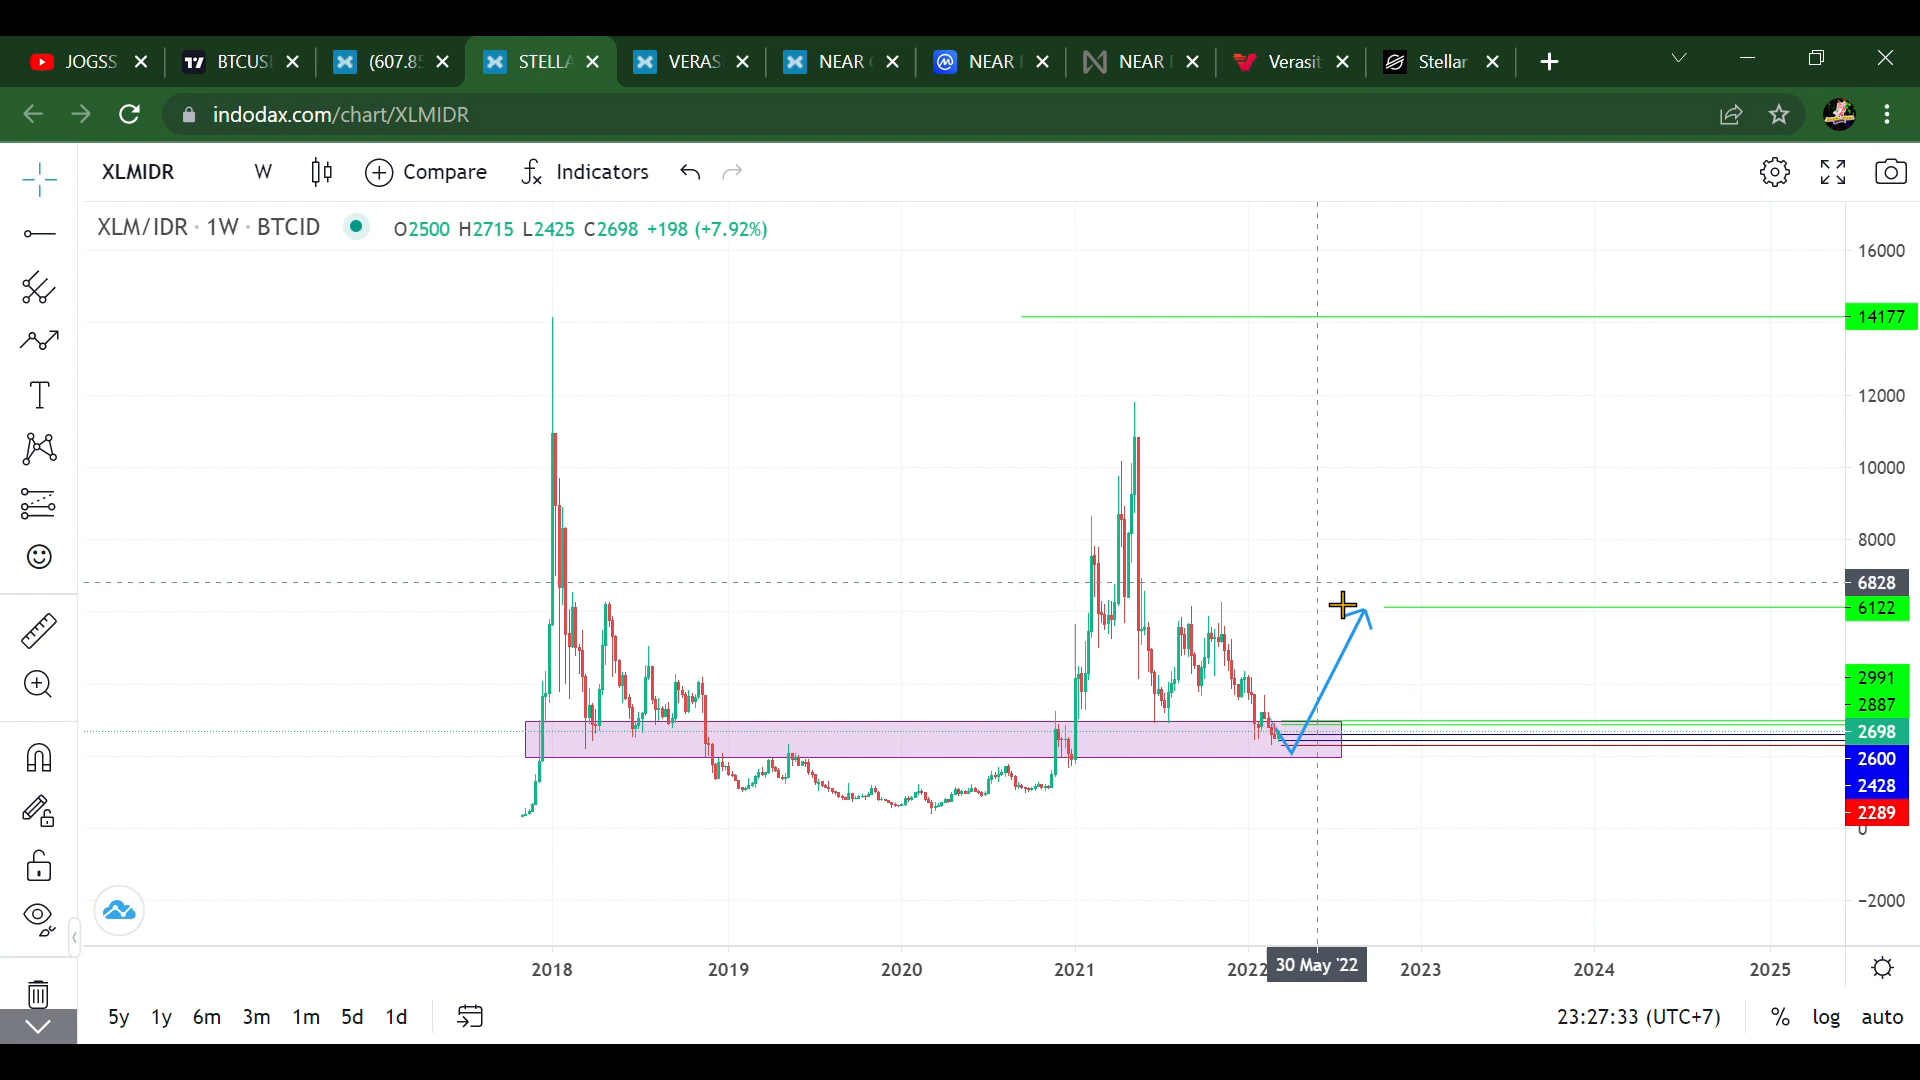 JOGSS
BTCUS
(607.85
STELLA
VERAS
NEAR
NEAR
NEAR
Verasit
Stellar
indodax.com/chart/XLMIDR
XLMIDR W Compare Indicators
XLM/IDR · 1W · BTCID O2500 H2715 L2425 C2698 +198 (+7.92%)
16000
14177
12000
10000
8000
6828
6122
2991
2887
2698
2600
2428
2289
0
-2000
2018 2019 2020 2021 2022 30 May '22 2023 2024 2025
5y 1y 6m 3m 1m 5d 1d 23:27:33 (UTC+7) % log auto